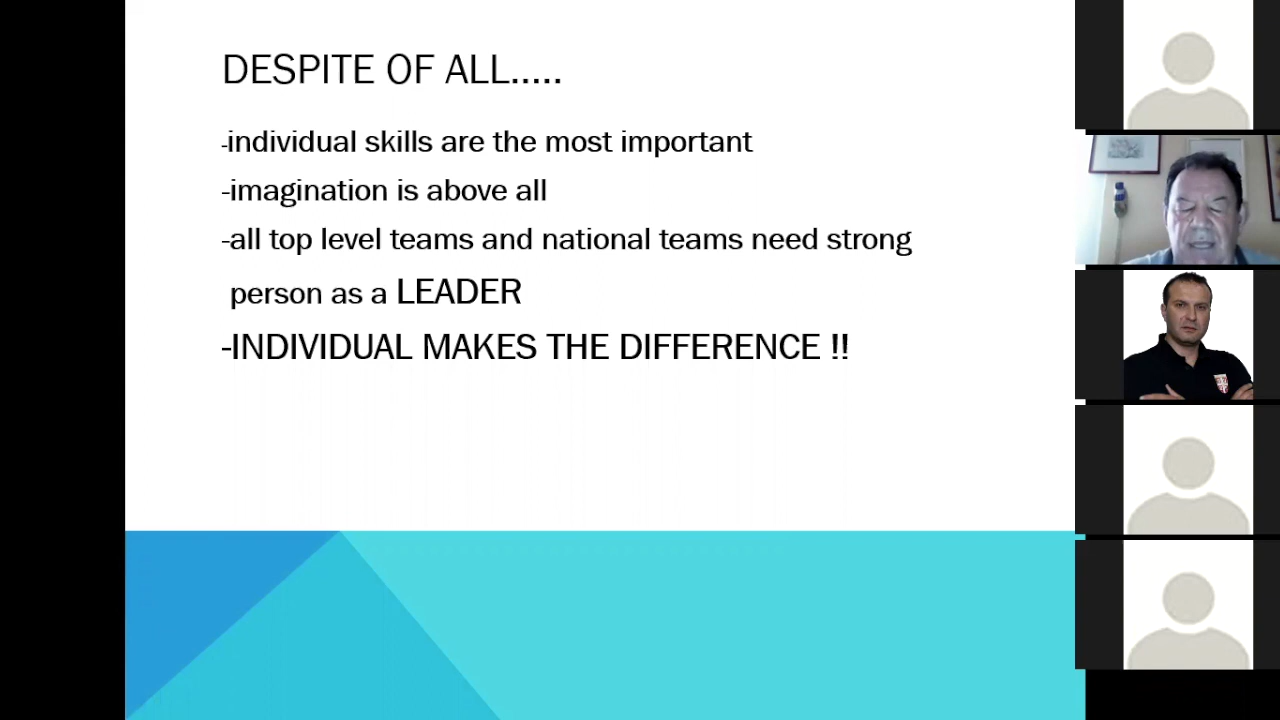 DESPITE OF ALL.....
-individual skills are the most important
-imagination is above all
-all top level teams and national teams need strong
person as a LEADER
-INDIVIDUAL MAKES THE DIFFERENCE !!